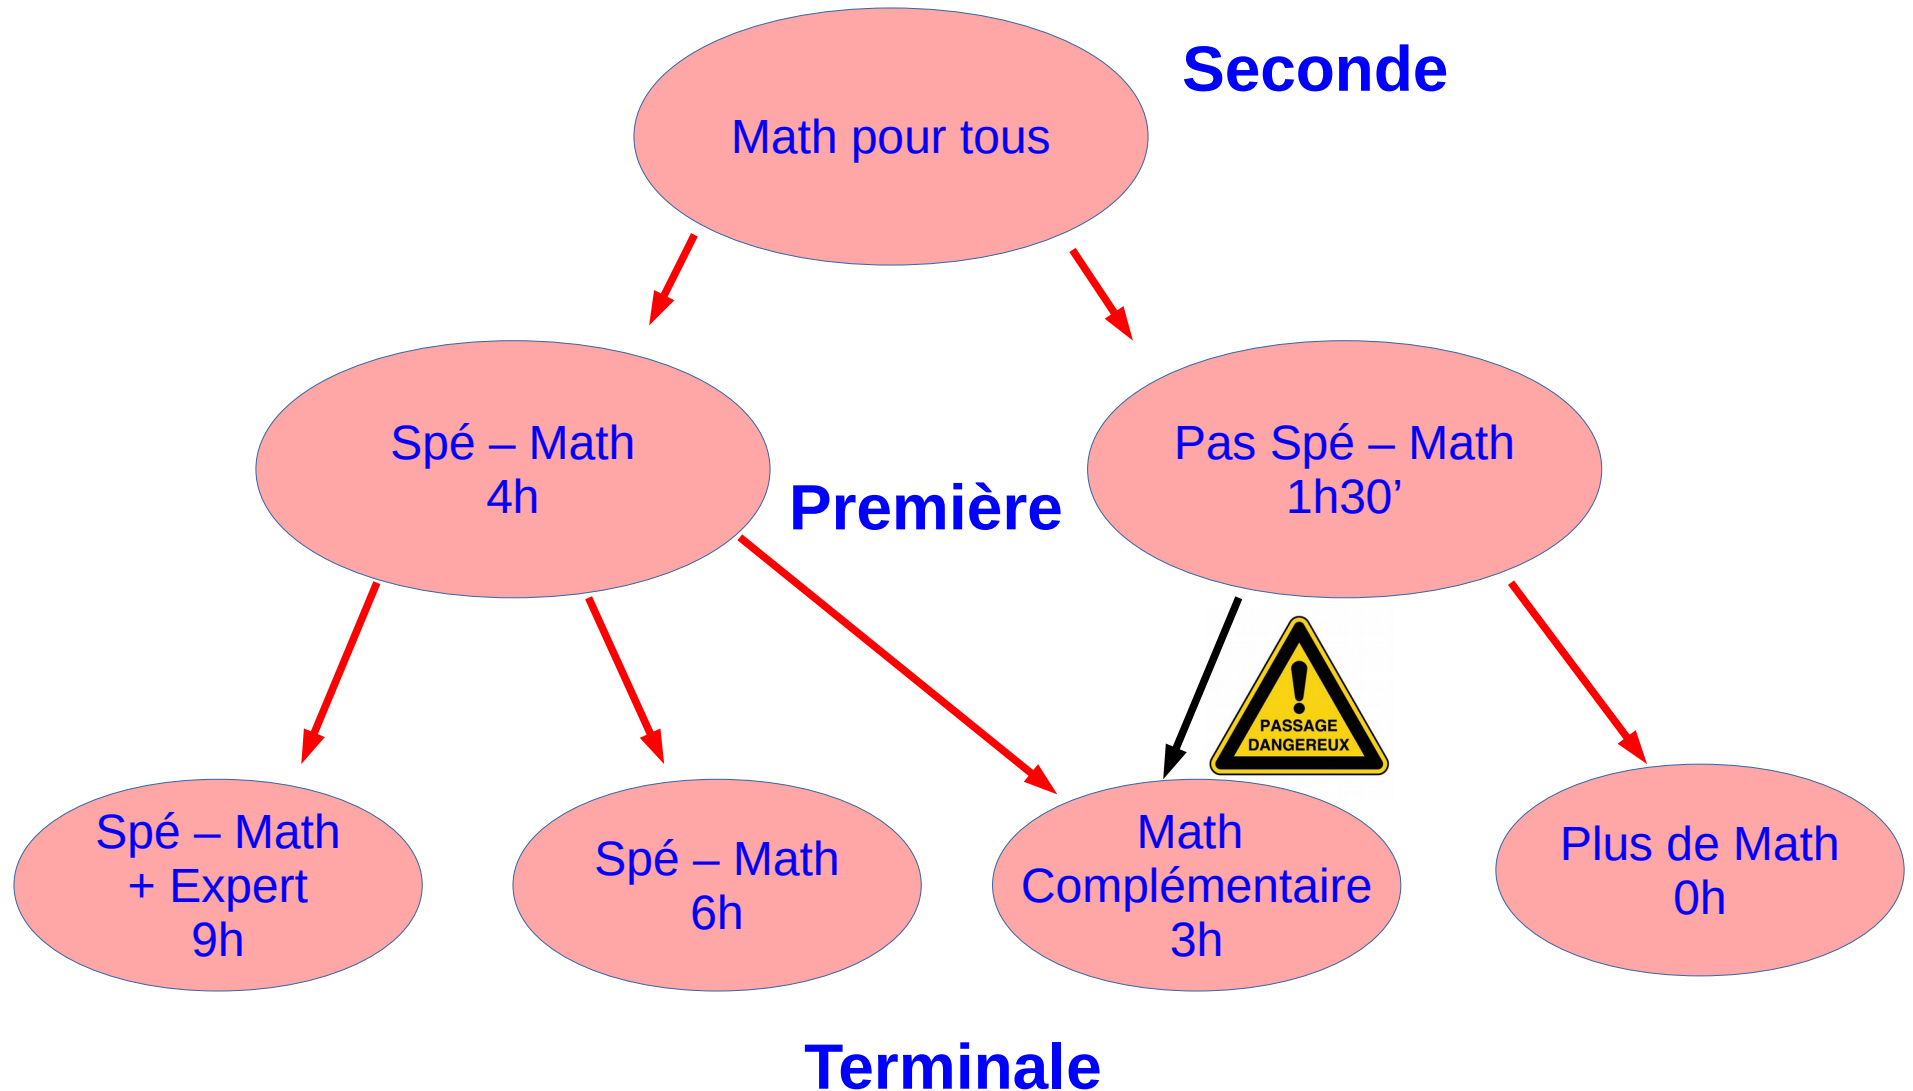 Seconde
Math pour tous
Spé – Math
4h
Première
Pas Spé – Math
1h30’
PASSAGE
DANGEREUX
Spé – Math
+ Expert
9h
Spé – Math
6h
Math
Complémentaire
3h
Plus de Math
0h
Terminale